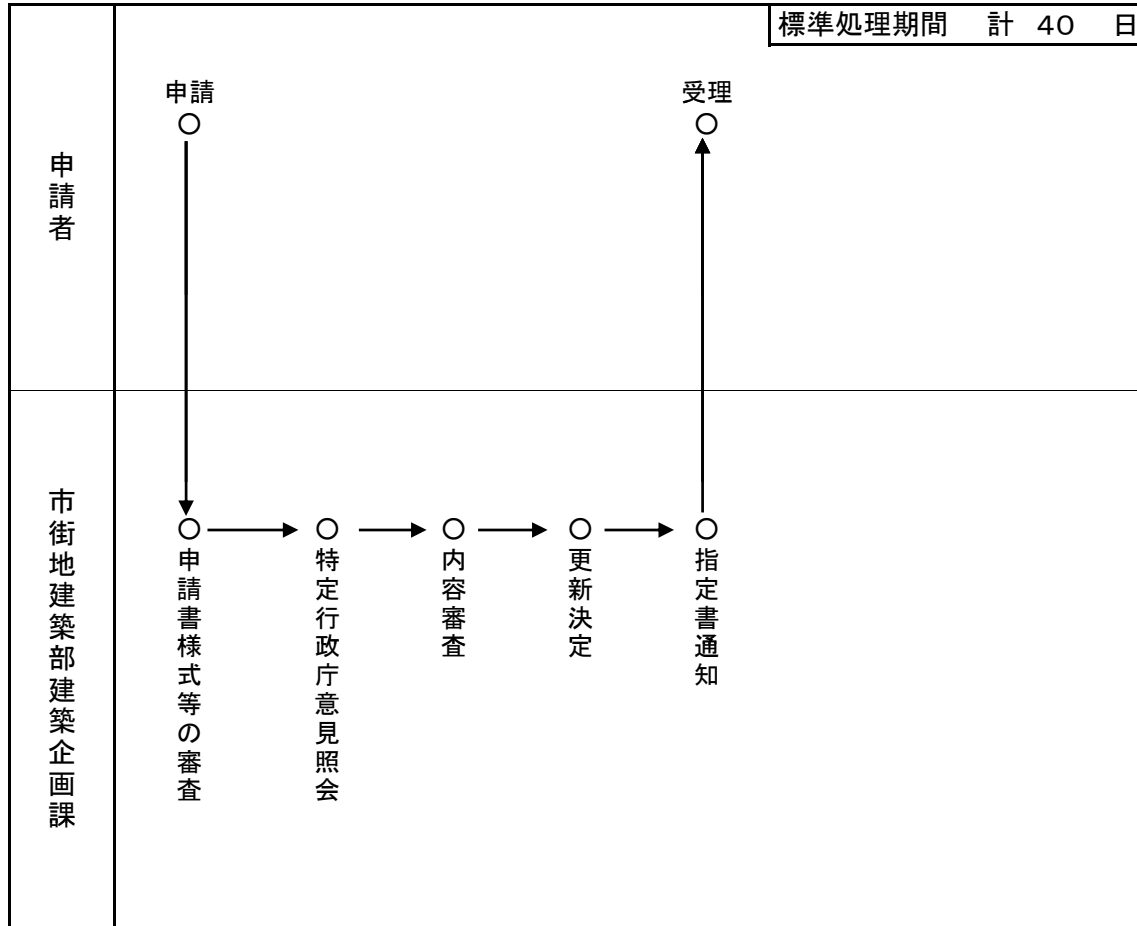 標準処理期間 計 40 日
申請
受理
申請者
市街地建築部建築企画課
申請書様式等の審査
特定行政庁意見照会
内容審査
更新決定
指定書通知